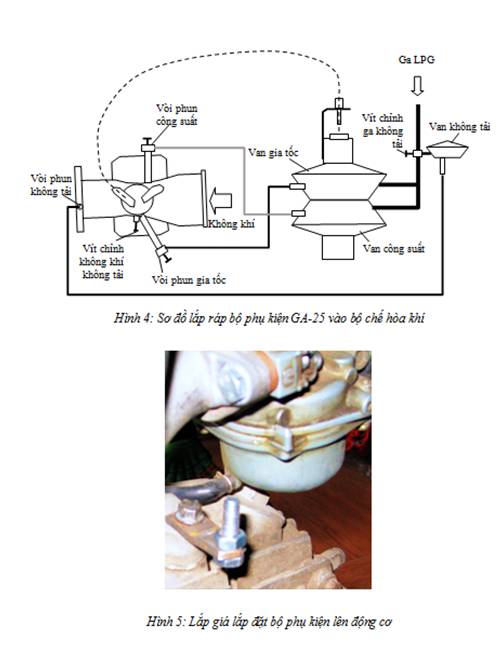 Ga LPG
Vòi phun
công suất
Vít chỉnh
ga không
tải
Van không tải
Van gia tốc
Vòi phun
không tải
Không khí
Vít chỉnh
không khí
không tải
Van công suất
Vòi phun gia tốc
Hình 4: Sơ đồ lắp ráp bộ phụ kiện GA-25 vào bộ chế hòa khí
Hình 5: Lắp giá lắp đặt bộ phụ kiện lên động cơ